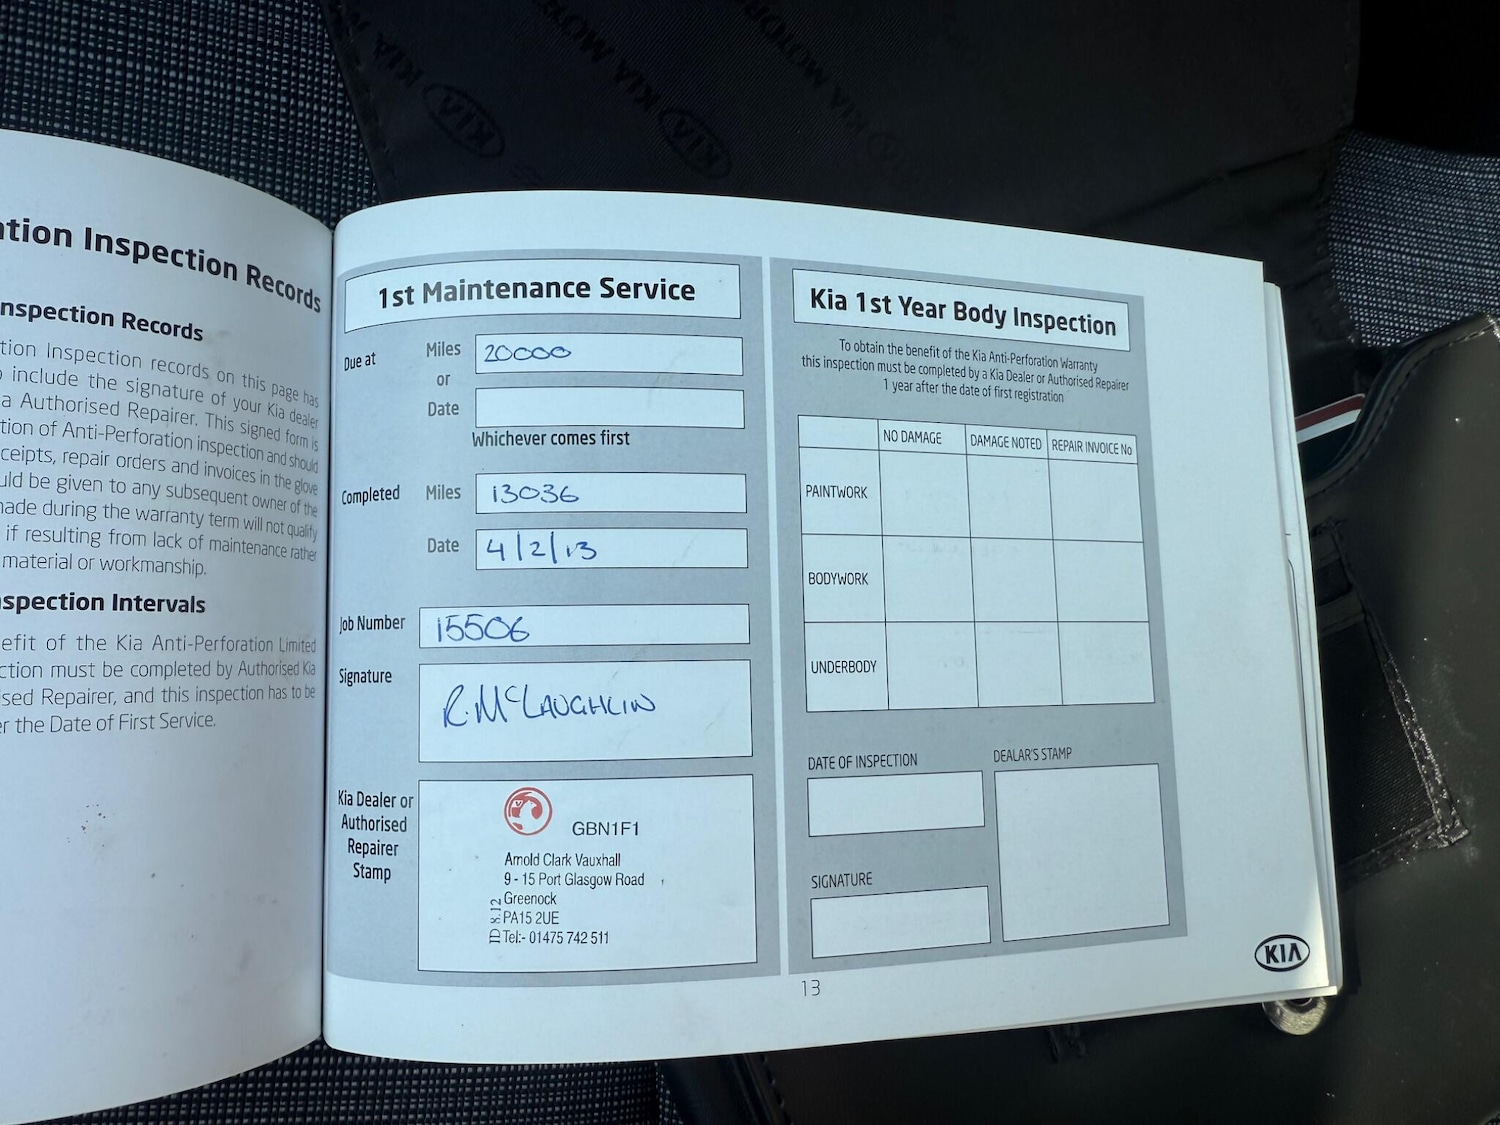 ation Inspection Records
nspection Records
tion Inspection records on this page has
o include the signature of your Kia dealer
a Authorised Repairer. This signed form is
tion of Anti-Perforation inspection and should
ceipts, repair orders and invoices in the glove
uld be given to any subsequent owner of the
nade during the warranty term will not qualify
if resulting from lack of maintenance rather
material or workmanship.
spection Intervals
efit of the Kia Anti-Perforation Limited
ction must be completed by Authorised Kia
ised Repairer, and this inspection has to be
er the Date of First Service.
1st Maintenance Service
Due at Miles 20000
or
Date
Whichever comes first
Completed Miles 13036
Date 4/2/13
Job Number 15506
Signature R. McLAUGHLIN
Kia Dealer or
Authorised
Repairer
Stamp
GBN1F1
Arnold Clark Vauxhall
9 - 15 Port Glasgow Road
Greenock
PA15 2UE
Tel:- 01475 742 511
ID 8.12
Kia 1st Year Body Inspection
To obtain the benefit of the Kia Anti-Perforation Warranty
this inspection must be completed by a Kia Dealer or Authorised Repairer
1 year after the date of first registration
NO DAMAGE DAMAGE NOTED REPAIR INVOICE No
PAINTWORK
BODYWORK
UNDERBODY
DATE OF INSPECTION
DEALAR'S STAMP
SIGNATURE
KIA
13
KIA MOTORS
KIA
KIA